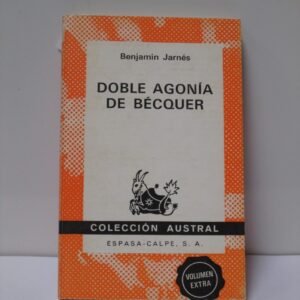 Benjamín Jarnés
DOBLE AGONÍA
DE BÉCQUER
COLECCIÓN AUSTRAL
ESPASA-CALPE, S. A.
VOLUMEN
EXTRA